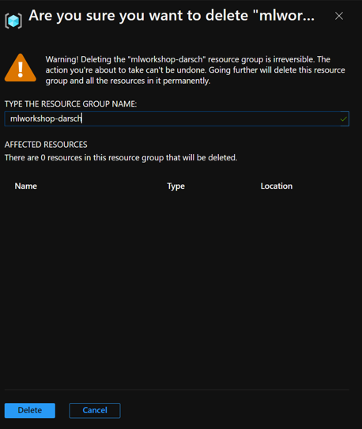 Are you sure you want to delete "mlwor...
Warning! Deleting the "mlworkshop-darsch" resource group is irreversible. The
action you're about to take can't be undone. Going further will delete this resource
group and all the resources in it permanently.
TYPE THE RESOURCE GROUP NAME:
mlworkshop-darsch
AFFECTED RESOURCES
There are 0 resources in this resource group that will be deleted.
Name Type Location
Delete Cancel